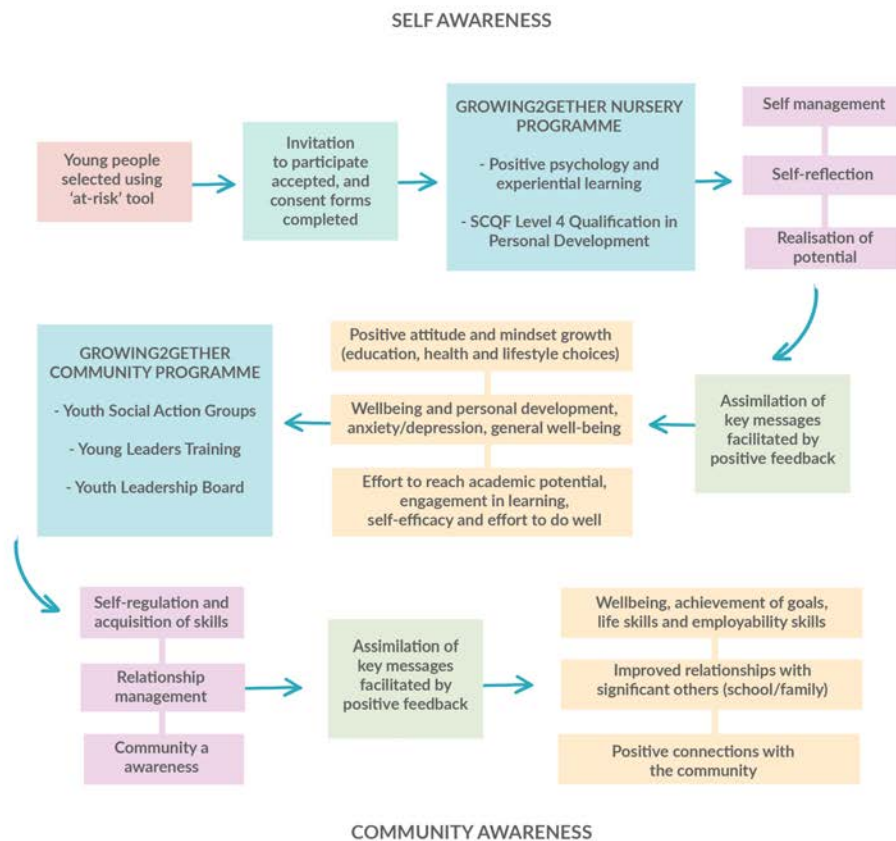 SELF AWARENESS
Young people
selected using
‘at-risk’ tool
Invitation
to participate
accepted, and
consent forms
completed
GROWING2GETHER NURSERY
PROGRAMME
- Positive psychology and
experiential learning
- SCQF Level 4 Qualification in
Personal Development
Self management
Self-reflection
Realisation of
potential
Assimilation of
key messages
facilitated by
positive feedback
Positive attitude and mindset growth
(education, health and lifestyle choices)
Wellbeing and personal development,
anxiety/depression, general well-being
Effort to reach academic potential,
engagement in learning,
self-efficacy and effort to do well
GROWING2GETHER
COMMUNITY PROGRAMME
- Youth Social Action Groups
- Young Leaders Training
- Youth Leadership Board
Self-regulation and
acquisition of skills
Relationship
management
Community a
awareness
Assimilation of
key messages
facilitated by
positive feedback
Wellbeing, achievement of goals,
life skills and employability skills
Improved relationships with
significant others (school/family)
Positive connections with
the community
COMMUNITY AWARENESS